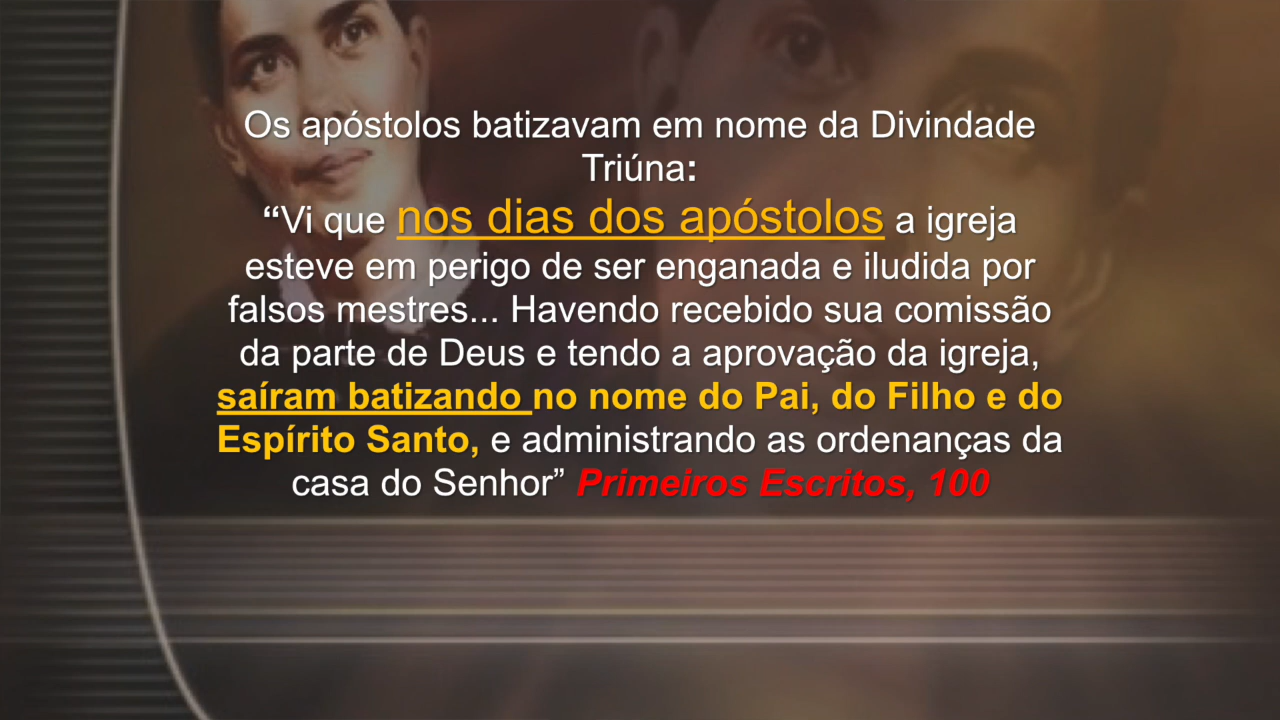 Os apóstolos batizavam em nome da Divindade
Triúna:
“Vi que nos dias dos apóstolos a igreja
esteve em perigo de ser enganada e iludida por
falsos mestres... Havendo recebido sua comissão
da parte de Deus e tendo a aprovação da igreja,
saíram batizando no nome do Pai, do Filho e do
Espírito Santo, e administrando as ordenanças da
casa do Senhor” Primeiros Escritos, 100